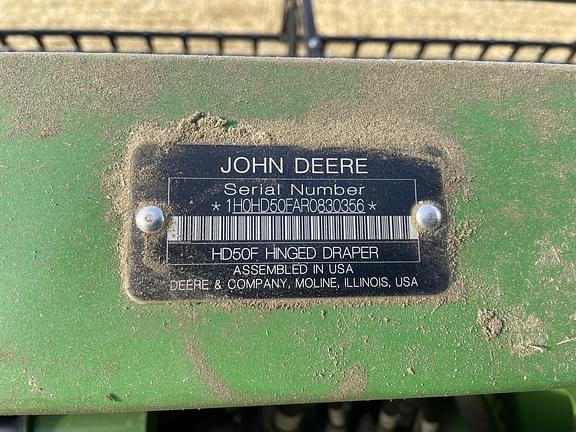 JOHN DEERE
Serial Number
* 1H0HD50FAR0830356 *
HD50F HINGED DRAPER
ASSEMBLED IN USA
DEERE & COMPANY, MOLINE, ILLINOIS, USA